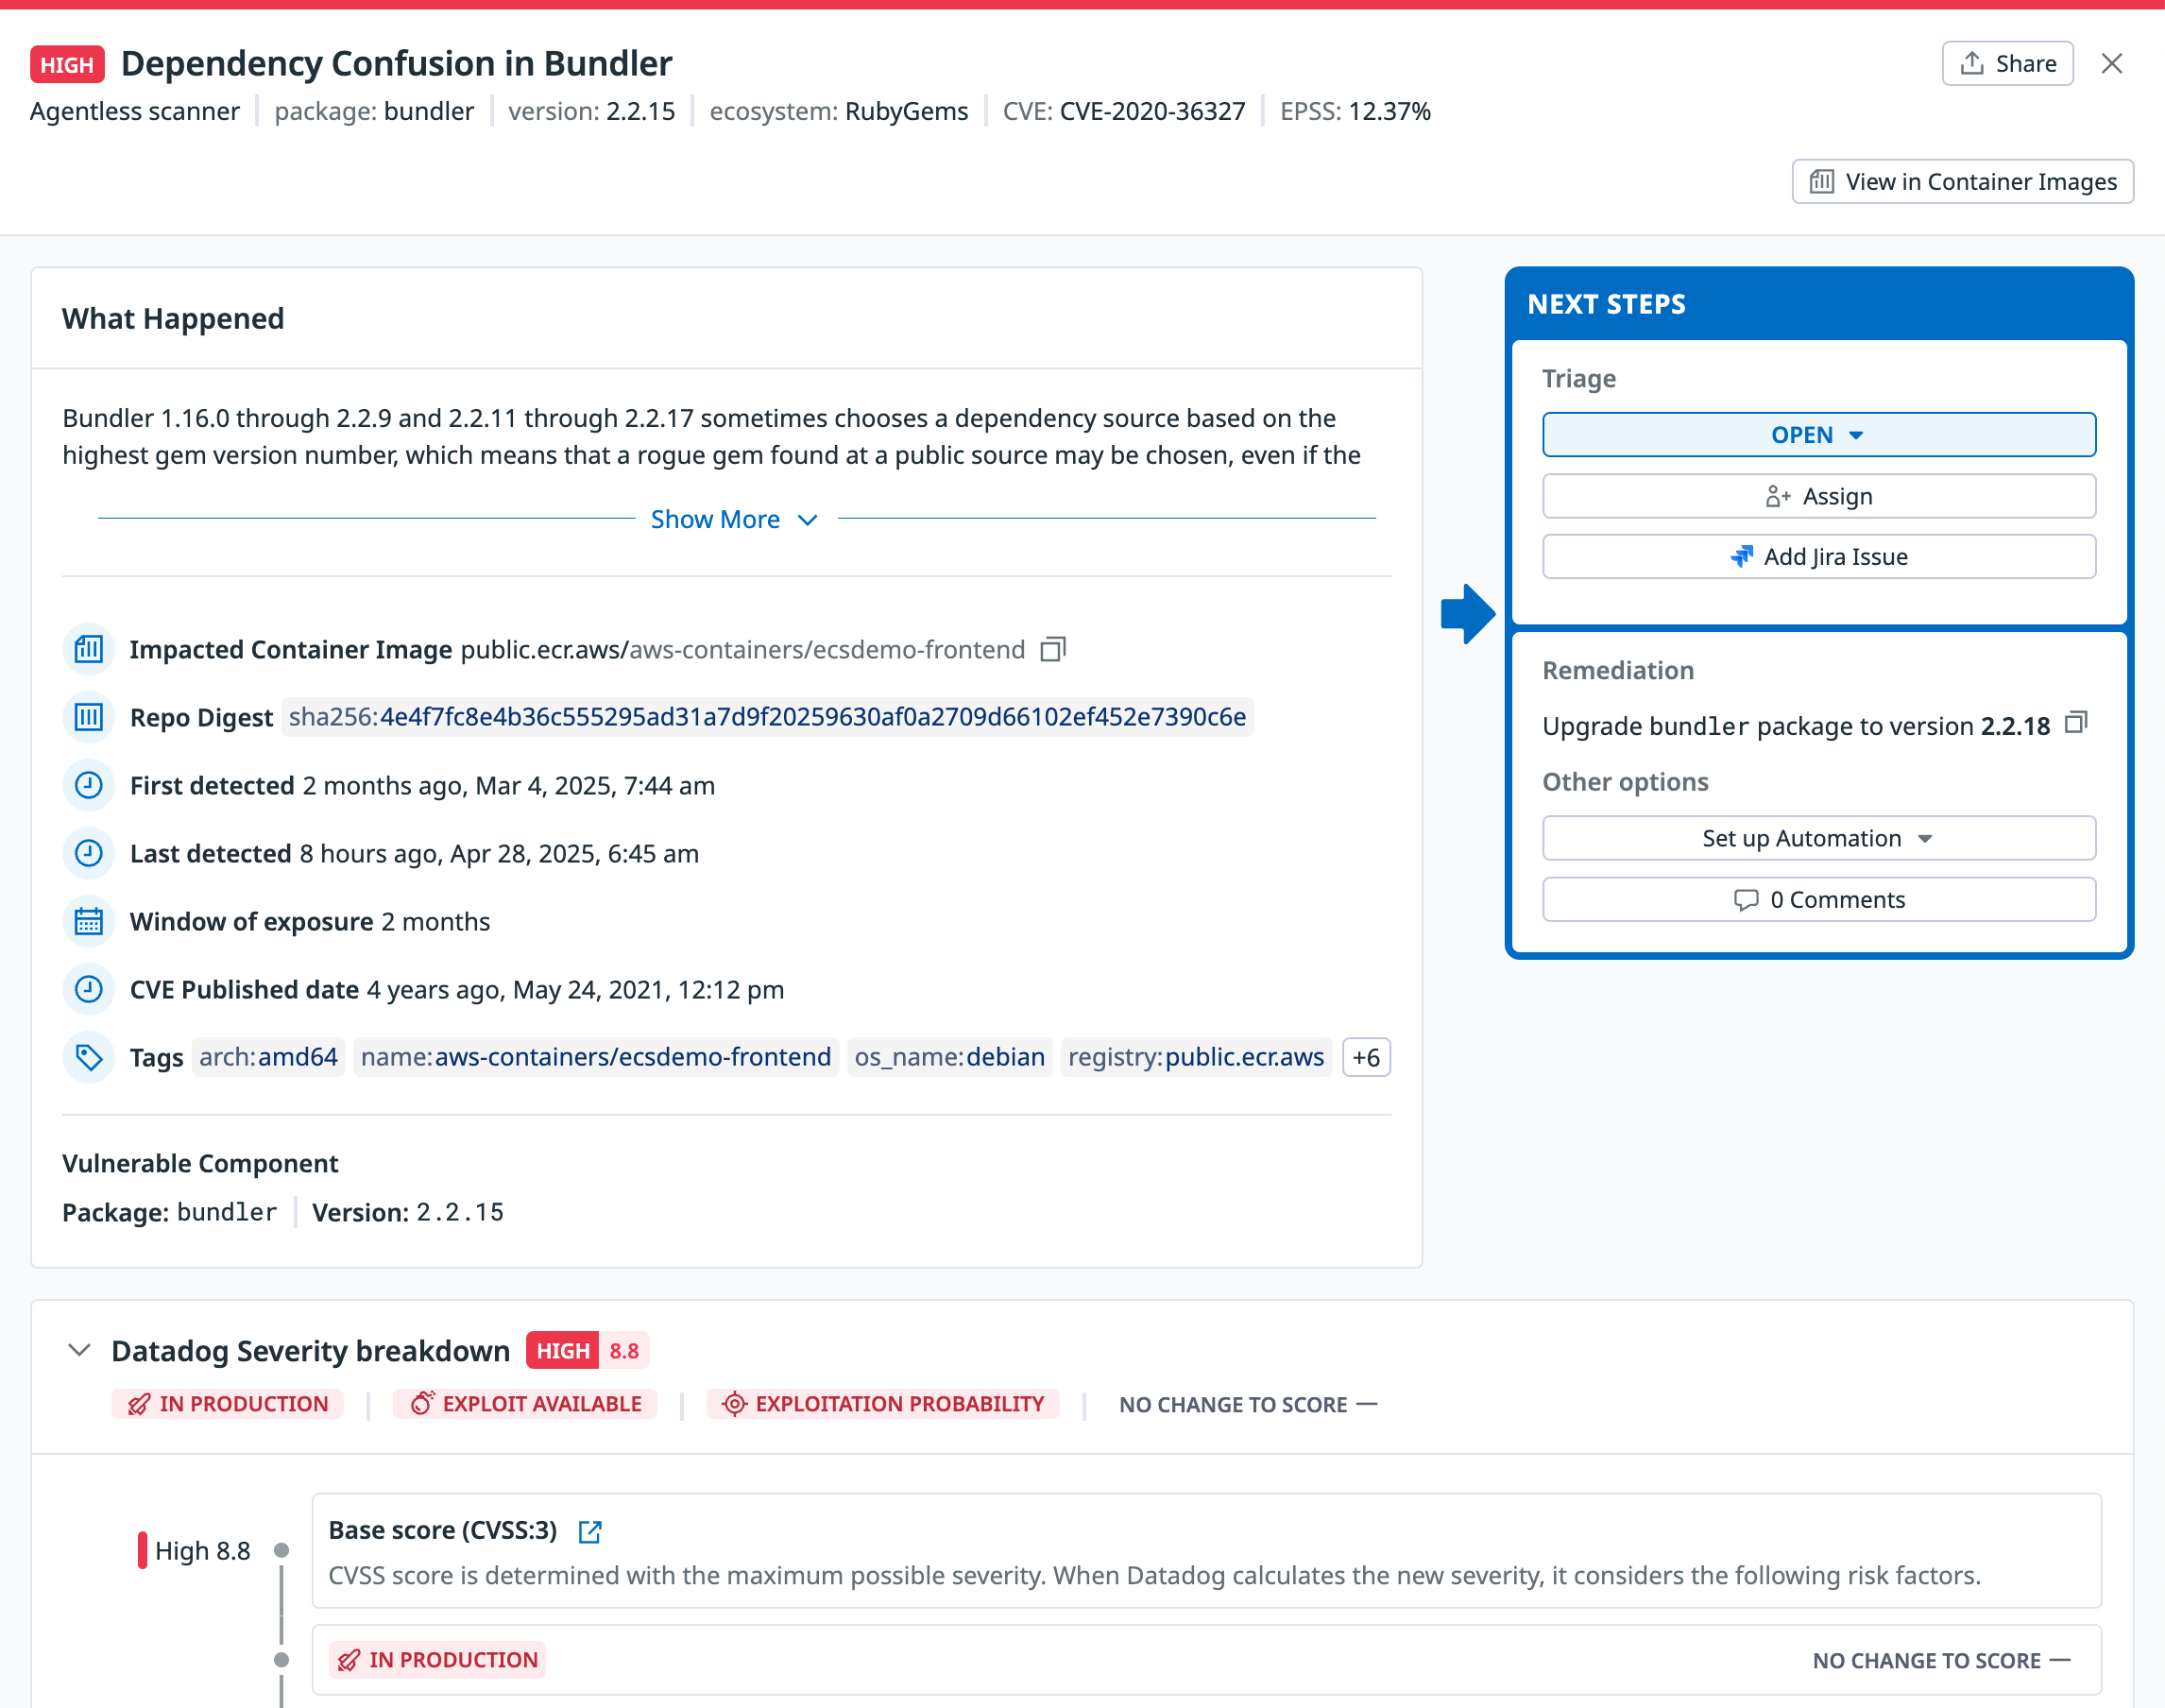 HIGH Dependency Confusion in Bundler
Share
Agentless scanner | package: bundler | version: 2.2.15 | ecosystem: RubyGems | CVE: CVE-2020-36327 | EPSS: 12.37%
View in Container Images
What Happened
Bundler 1.16.0 through 2.2.9 and 2.2.11 through 2.2.17 sometimes chooses a dependency source based on the
highest gem version number, which means that a rogue gem found at a public source may be chosen, even if the
Show More
Impacted Container Image public.ecr.aws/aws-containers/ecsdemo-frontend
Repo Digest sha256:4e4f7fc8e4b36c555295ad31a7d9f20259630af0a2709d66102ef452e7390c6e
First detected 2 months ago, Mar 4, 2025, 7:44 am
Last detected 8 hours ago, Apr 28, 2025, 6:45 am
Window of exposure 2 months
CVE Published date 4 years ago, May 24, 2021, 12:12 pm
Tags arch:amd64 name:aws-containers/ecsdemo-frontend os_name:debian registry:public.ecr.aws +6
Vulnerable Component
Package: bundler | Version: 2.2.15
NEXT STEPS
Triage
OPEN
Assign
Add Jira Issue
Remediation
Upgrade bundler package to version 2.2.18
Other options
Set up Automation
0 Comments
Datadog Severity breakdown HIGH 8.8
IN PRODUCTION | EXPLOIT AVAILABLE | EXPLOITATION PROBABILITY | NO CHANGE TO SCORE —
High 8.8
Base score (CVSS:3)
CVSS score is determined with the maximum possible severity. When Datadog calculates the new severity, it considers the following risk factors.
IN PRODUCTION
NO CHANGE TO SCORE —